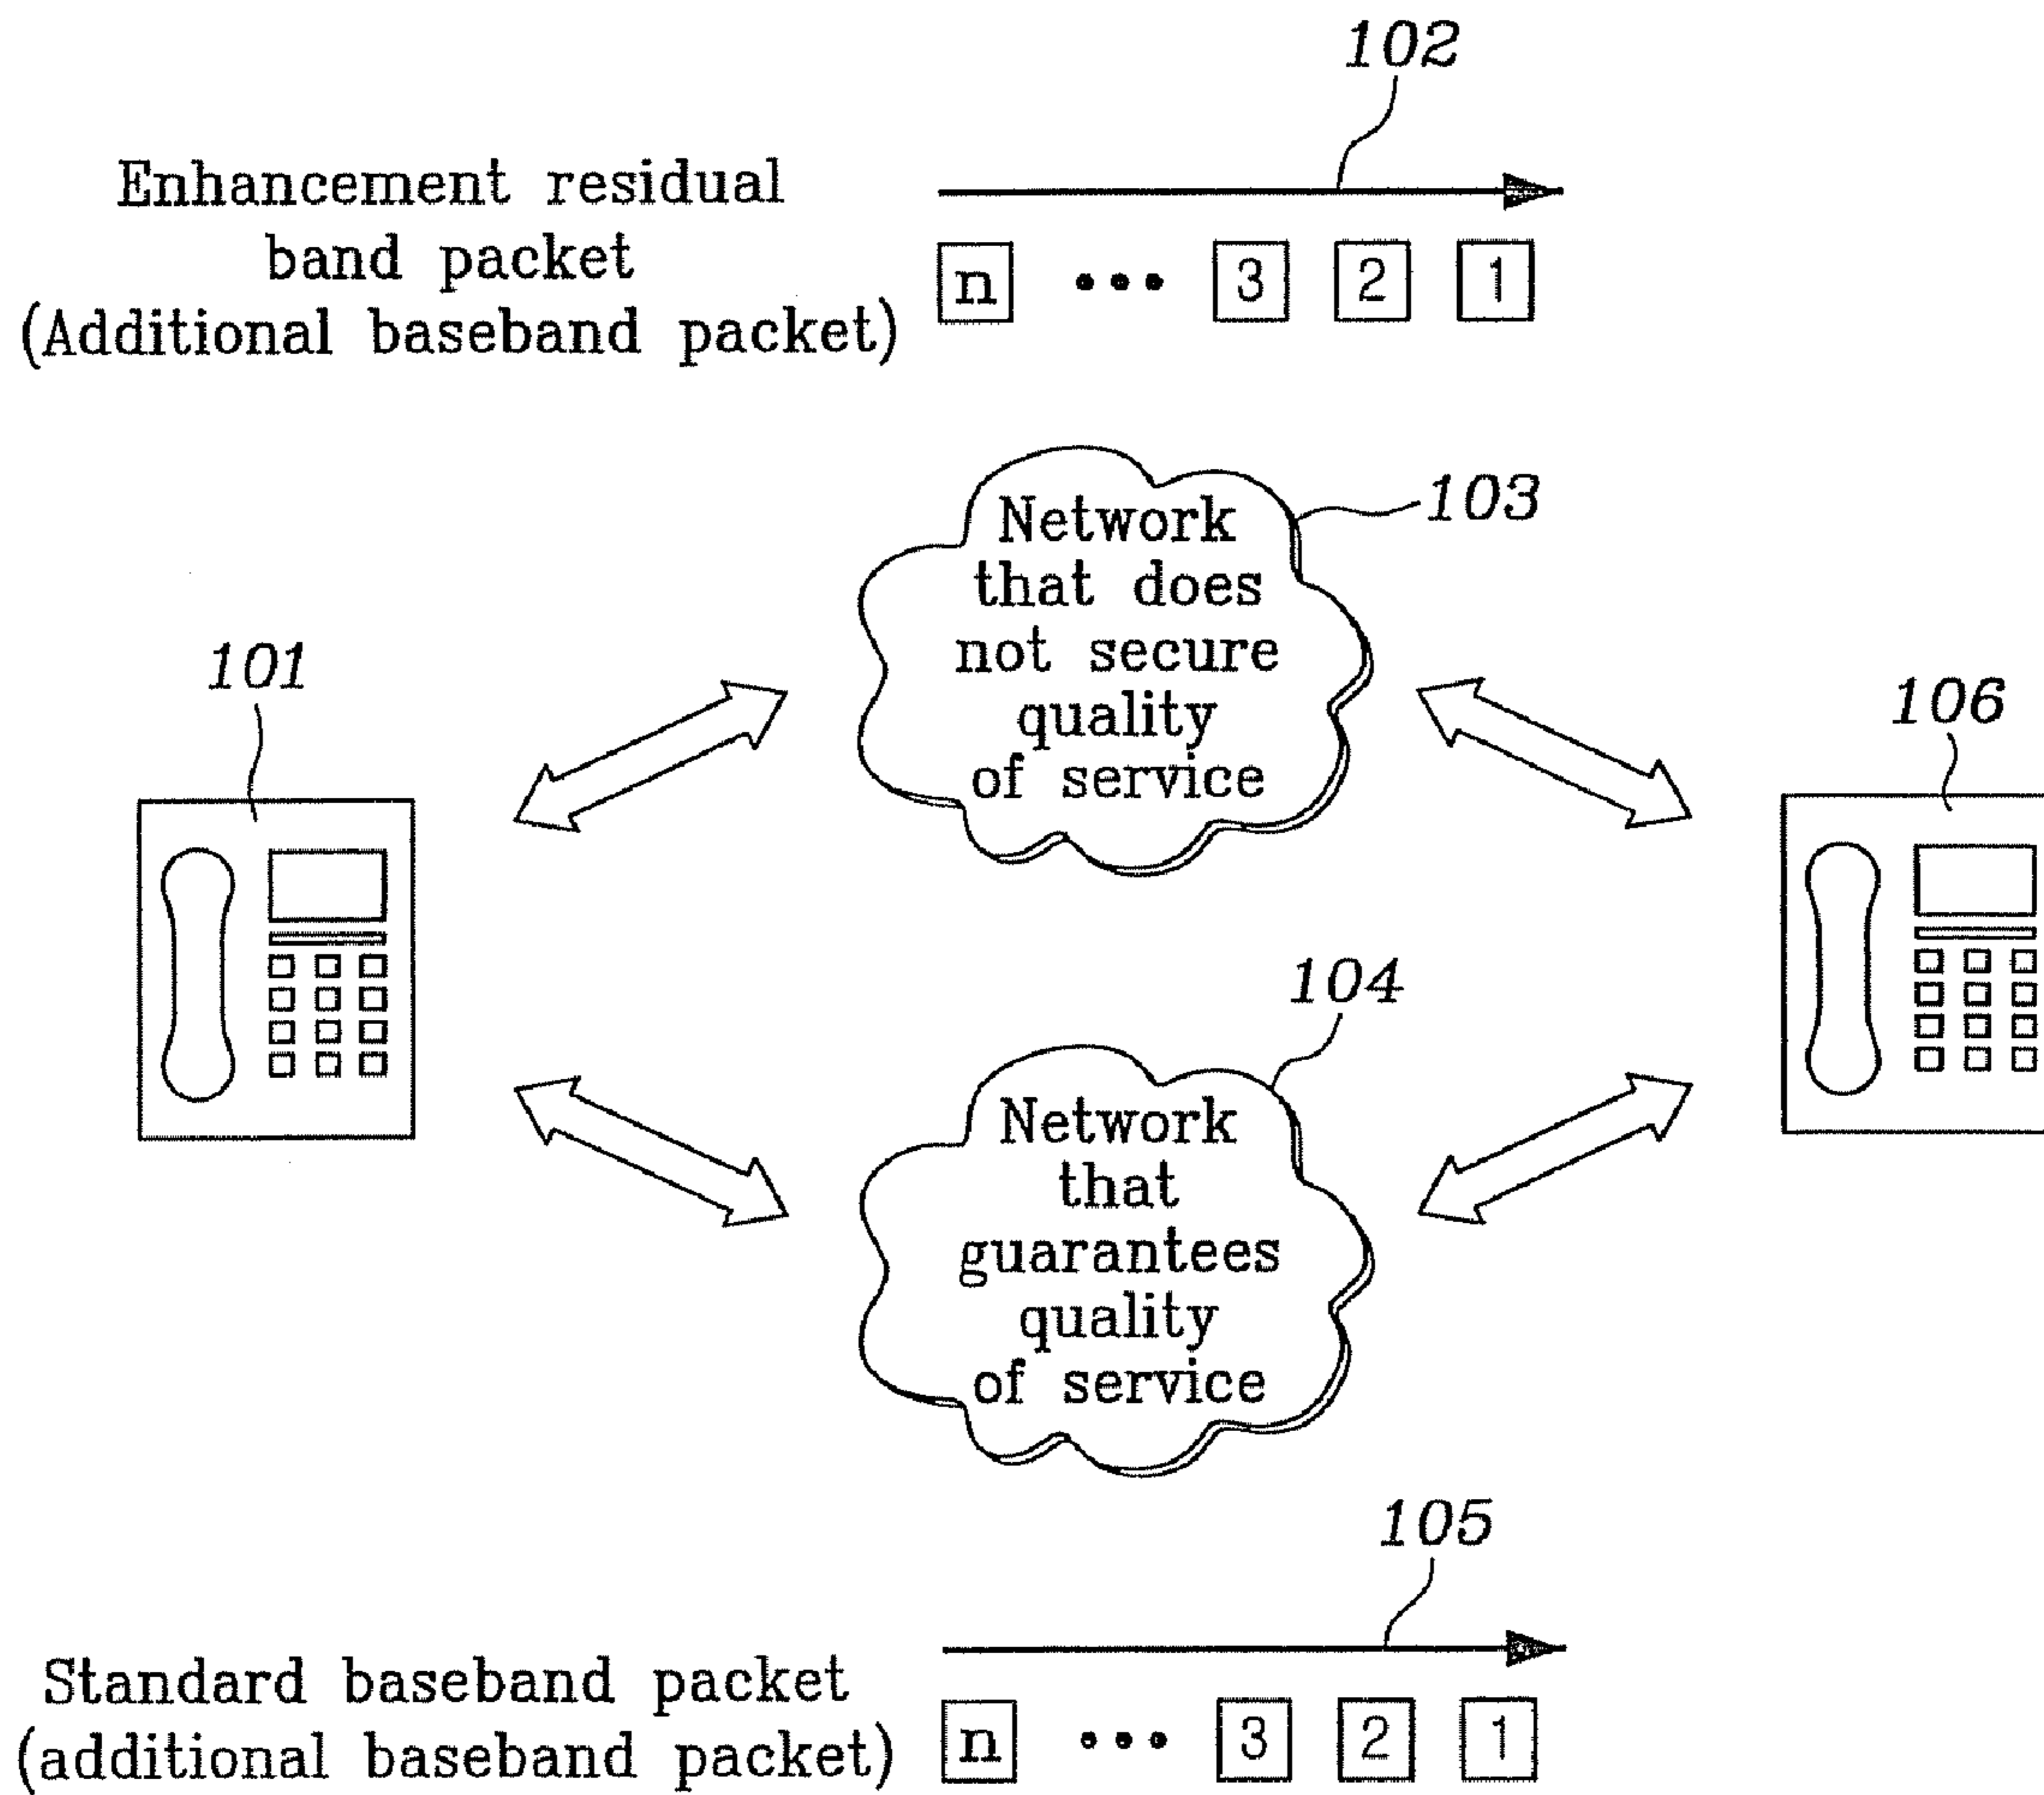 102
Enhancement residual
band packet
(Additional baseband packet)
n ••• 3 2 1
Network
that does
not secure
quality
of service
103
101
106
104
Network
that
guarantees
quality
of service
105
Standard baseband packet
(additional baseband packet)
n ••• 3 2 1